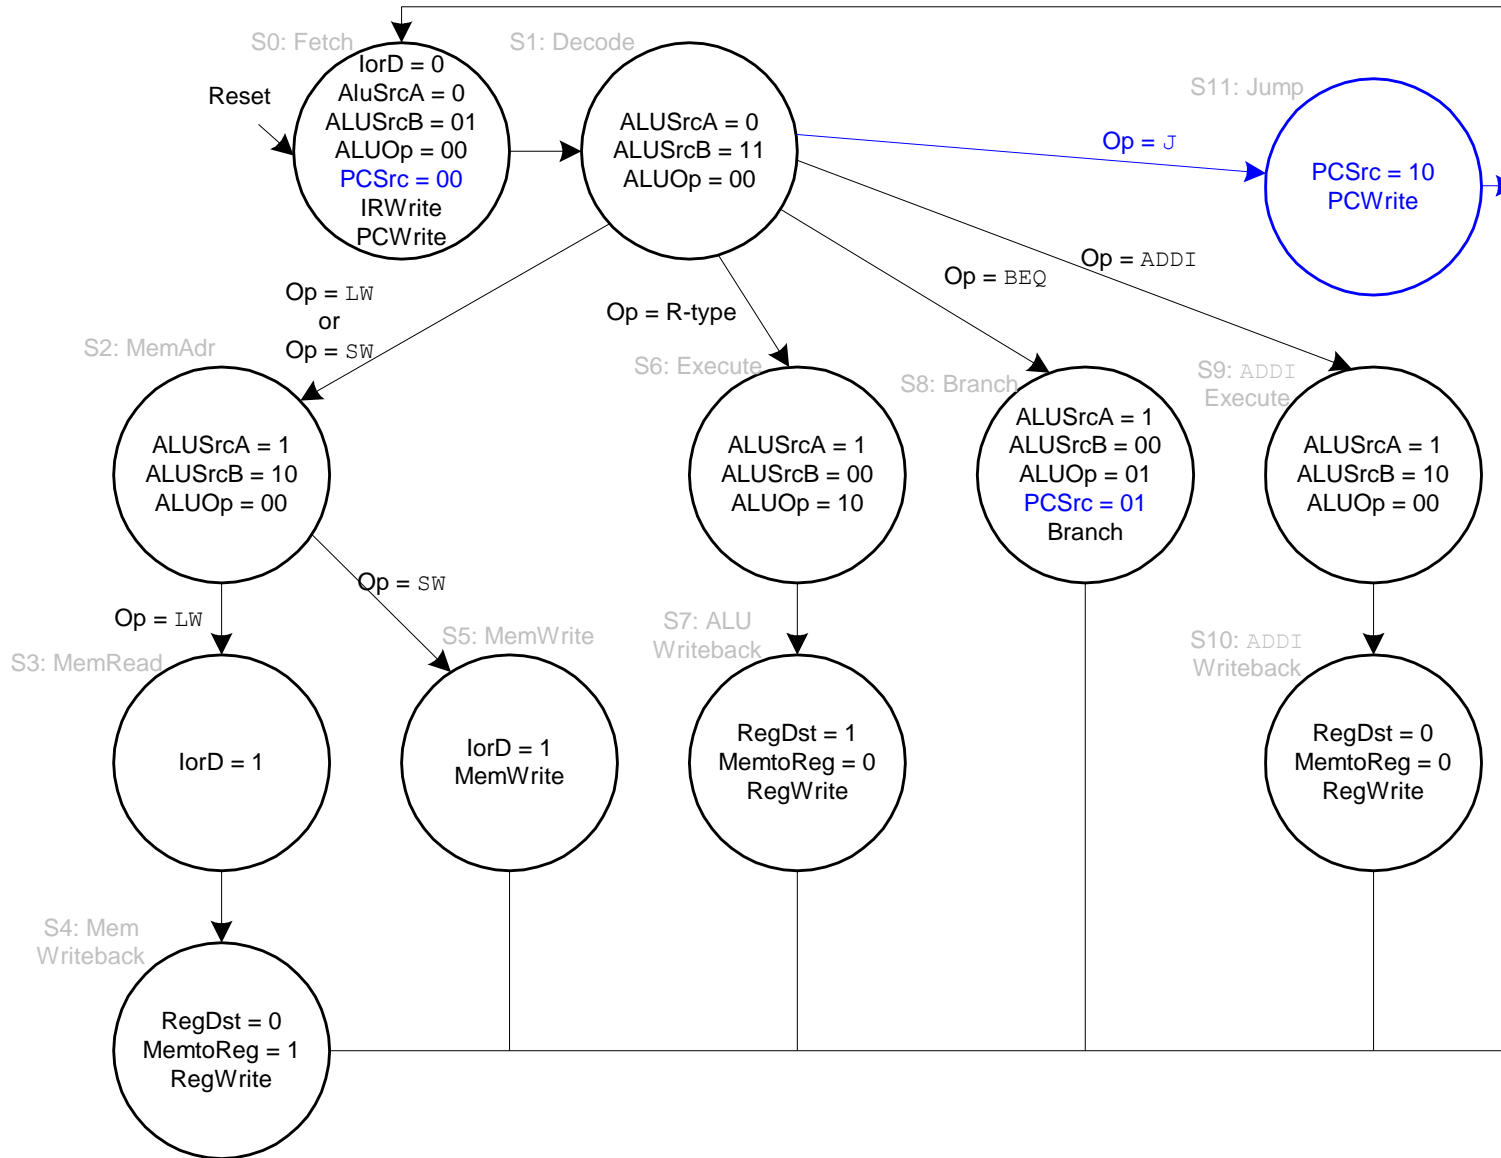 S0: Fetch
S1: Decode
Reset
IorD = 0
AluSrcA = 0
ALUSrcB = 01
ALUOp = 00
PCSrc = 00
IRWrite
PCWrite
ALUSrcA = 0
ALUSrcB = 11
ALUOp = 00
Op = J
S11: Jump
PCSrc = 10
PCWrite
Op = LW
or
Op = SW
Op = R-type
Op = BEQ
Op = ADDI
S2: MemAdr
ALUSrcA = 1
ALUSrcB = 10
ALUOp = 00
S6: Execute
ALUSrcA = 1
ALUSrcB = 00
ALUOp = 10
S8: Branch
ALUSrcA = 1
ALUSrcB = 00
ALUOp = 01
PCSrc = 01
Branch
S9: ADDI
Execute
ALUSrcA = 1
ALUSrcB = 10
ALUOp = 00
Op = LW
Op = SW
S3: MemRead
IorD = 1
S5: MemWrite
IorD = 1
MemWrite
S7: ALU
Writeback
RegDst = 1
MemtoReg = 0
RegWrite
S10: ADDI
Writeback
RegDst = 0
MemtoReg = 0
RegWrite
S4: Mem
Writeback
RegDst = 0
MemtoReg = 1
RegWrite